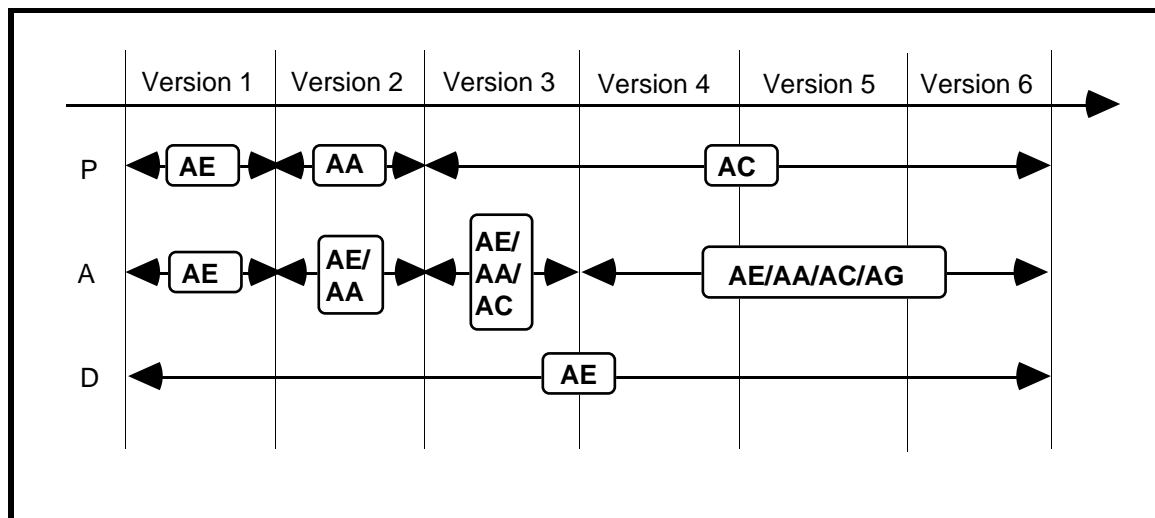 Version 1 Version 2 Version 3 Version 4 Version 5 Version 6
P AE AA AC
A AE AE/ AA AE/ AA/ AC AE/AA/AC/AG
D AE